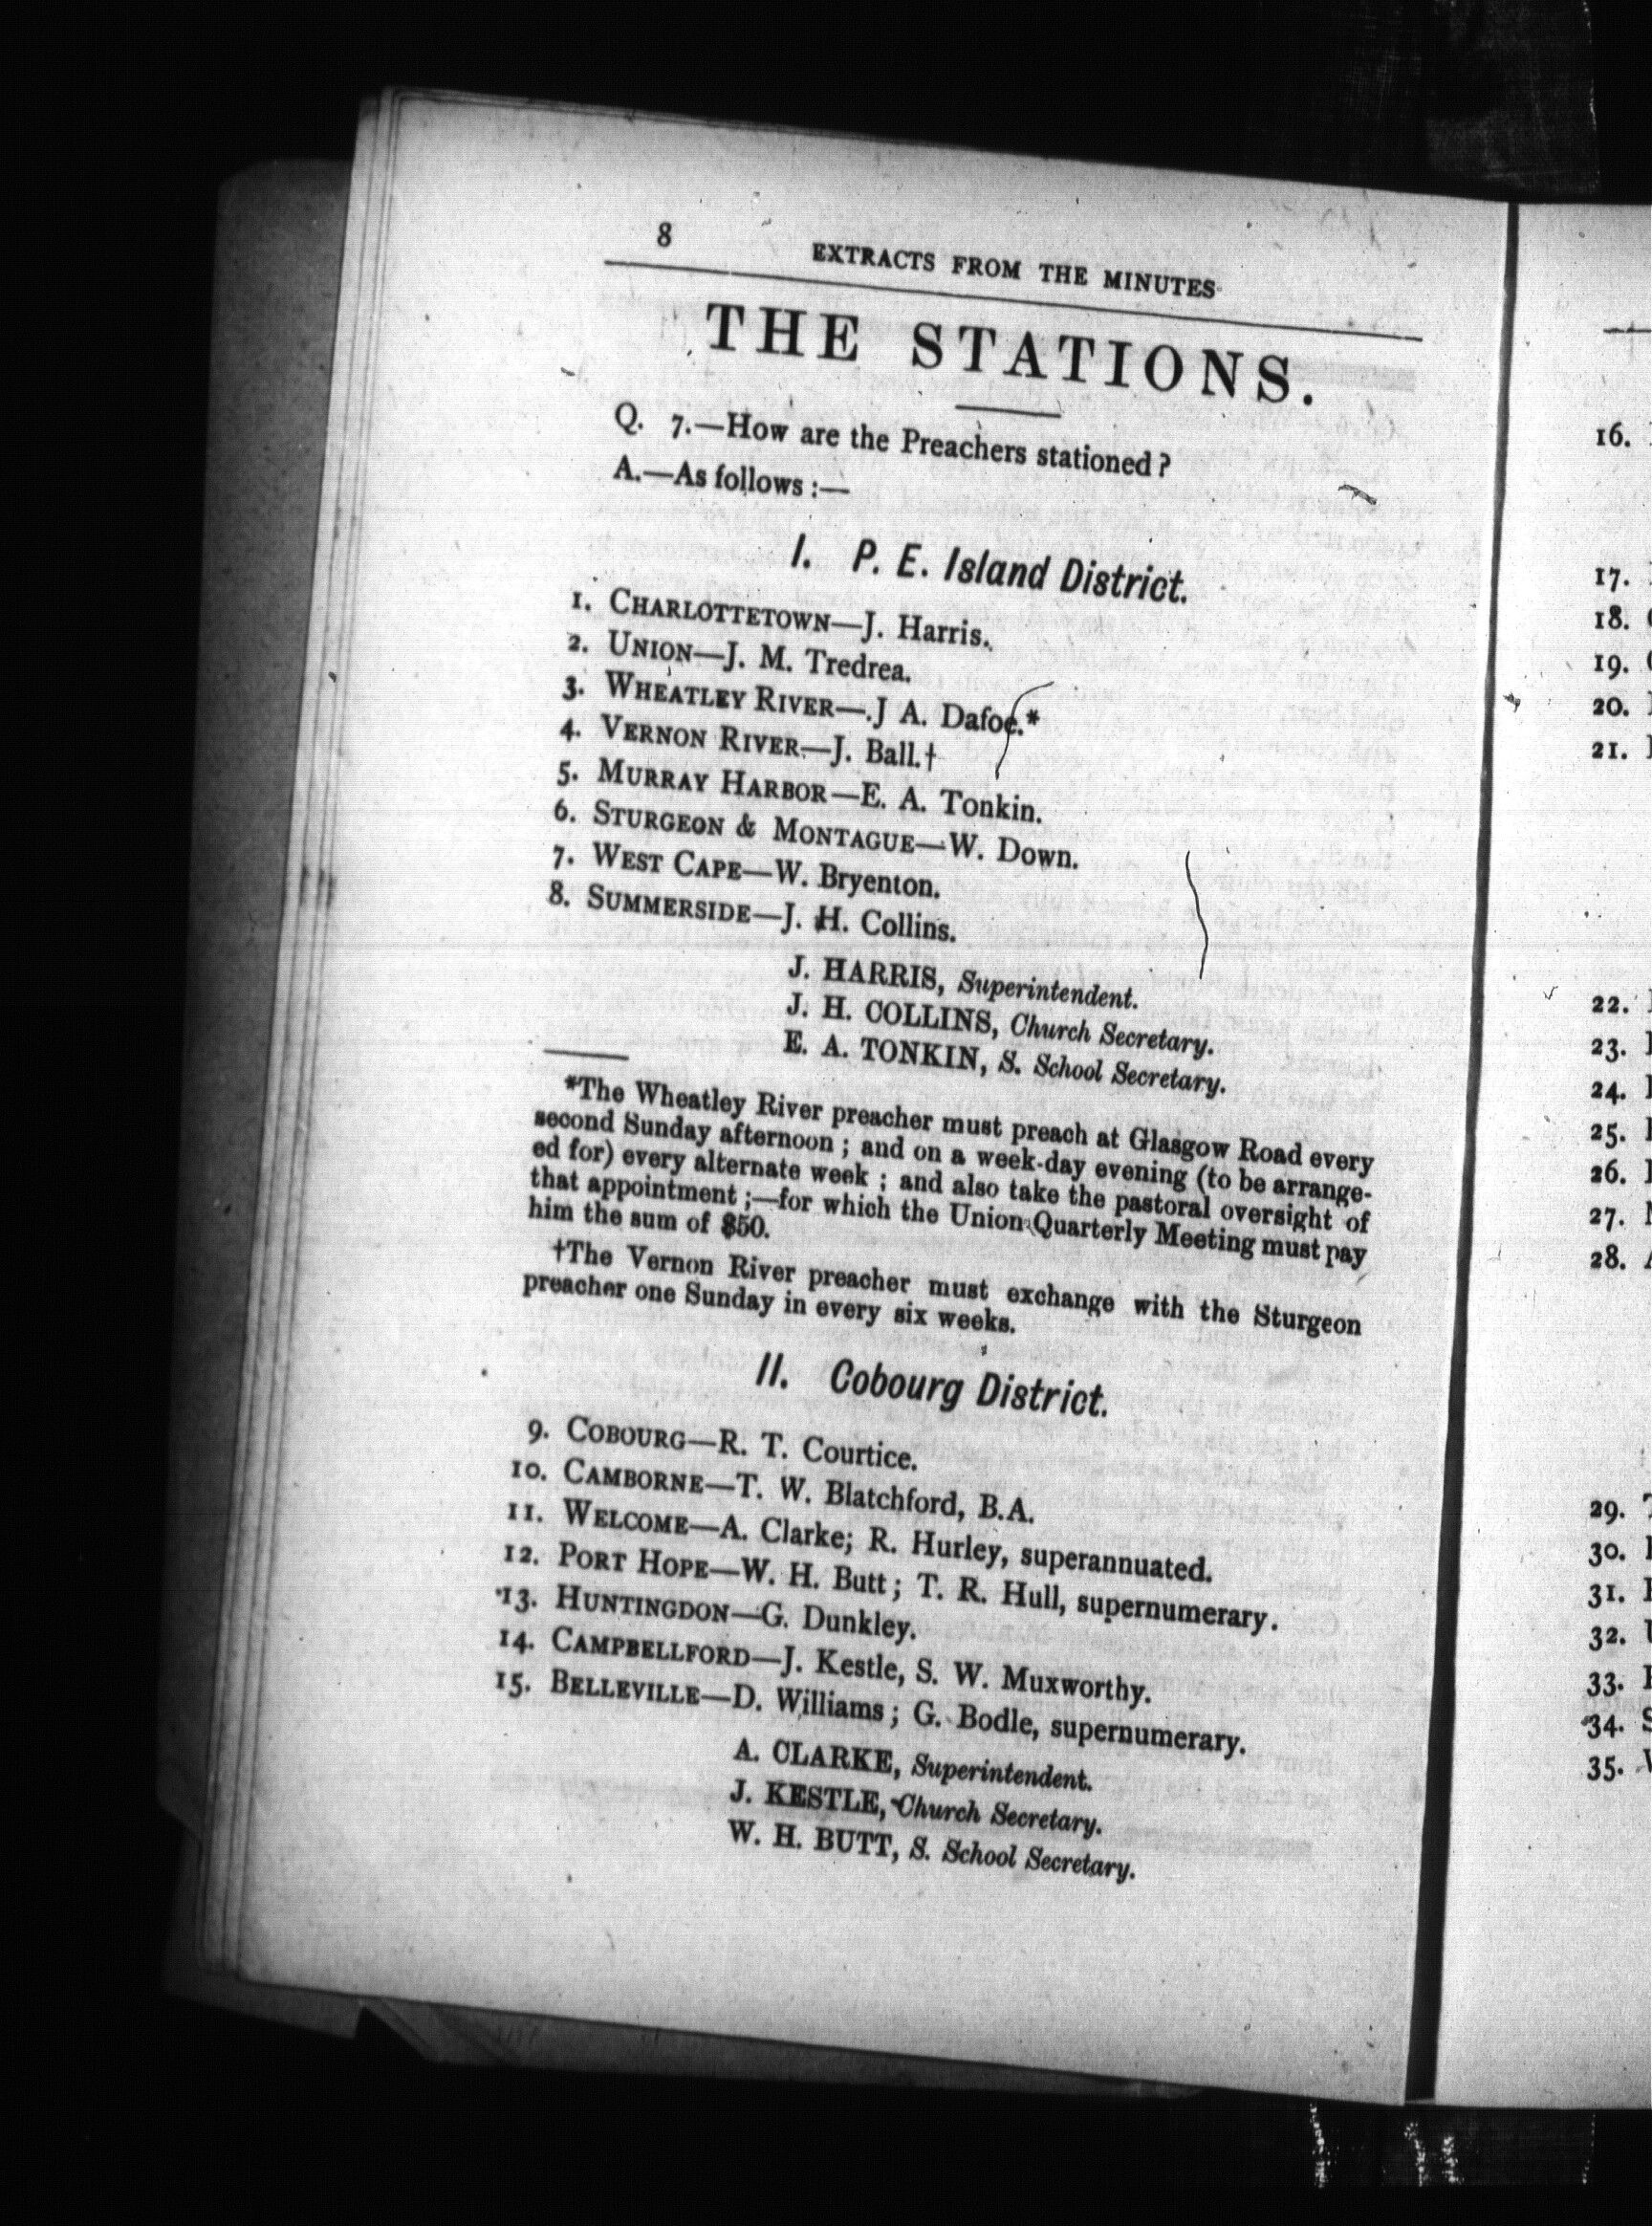 8 EXTRACTS FROM THE MINUTES
THE STATIONS.
Q. 7.—How are the Preachers stationed?
A.—As follows :—
I. P. E. Island District.
1. CHARLOTTETOWN—J. Harris.
2. UNION—J. M. Tredrea.
3. WHEATLEY RIVER—.J A. Dafoe.*
4. VERNON RIVER—J. Ball.†
5. MURRAY HARBOR—E. A. Tonkin.
6. STURGEON & MONTAGUE—W. Down.
7. WEST CAPE—W. Bryenton.
8. SUMMERSIDE—J. H. Collins.
J. HARRIS, Superintendent.
J. H. COLLINS, Church Secretary.
E. A. TONKIN, S. School Secretary.
*The Wheatley River preacher must preach at Glasgow Road every
second Sunday afternoon ; and on a week-day evening (to be arrange-
ed for) every alternate week ; and also take the pastoral oversight of
that appointment ;—for which the Union Quarterly Meeting must pay
him the sum of $50.
†The Vernon River preacher must exchange with the Sturgeon
preacher one Sunday in every six weeks.
II. Cobourg District.
9. COBOURG—R. T. Courtice.
10. CAMBORNE—T. W. Blatchford, B.A.
11. WELCOME—A. Clarke; R. Hurley, superannuated.
12. PORT HOPE—W. H. Butt; T. R. Hull, supernumerary.
13. HUNTINGDON—G. Dunkley.
14. CAMPBELLFORD—J. Kestle, S. W. Muxworthy.
15. BELLEVILLE—D. Williams; G. Bodle, supernumerary.
A. CLARKE, Superintendent.
J. KESTLE, Church Secretary.
W. H. BUTT, S. School Secretary.
16.
17.
18.
19.
20.
21.
22.
23.
24.
25.
26.
27.
28.
29.
30.
31.
32.
33.
34.
35.